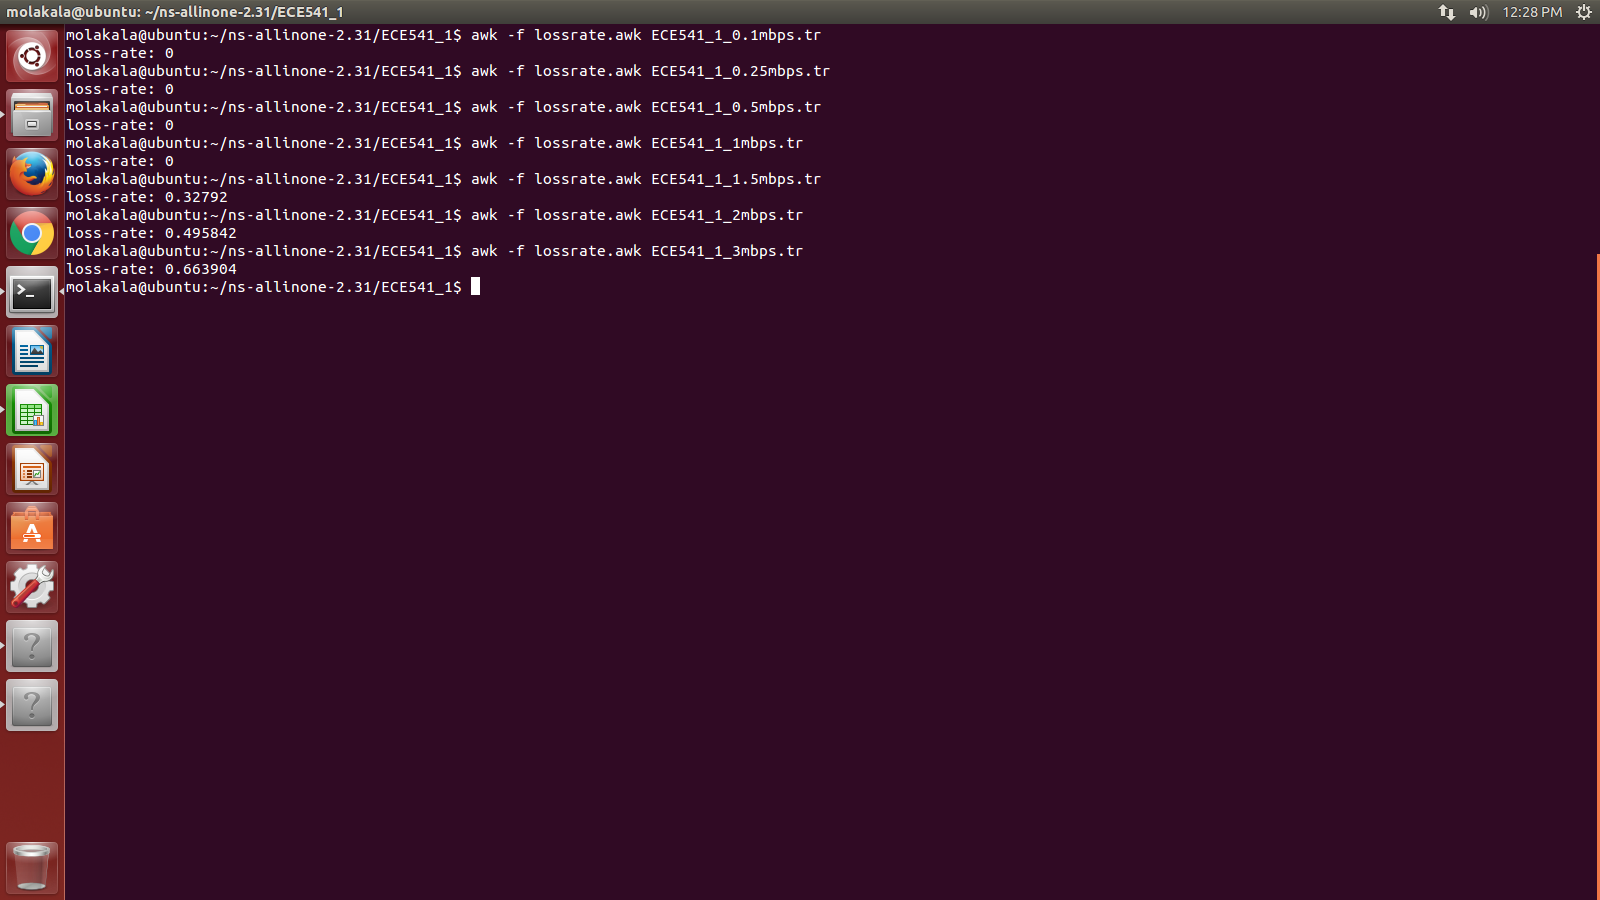 molakala@ubuntu: ~/ns-allinone-2.31/ECE541_1 12:28 PM
molakala@ubuntu:~/ns-allinone-2.31/ECE541_1$ awk -f lossrate.awk ECE541_1_0.1mbps.tr
loss-rate: 0
molakala@ubuntu:~/ns-allinone-2.31/ECE541_1$ awk -f lossrate.awk ECE541_1_0.25mbps.tr
loss-rate: 0
molakala@ubuntu:~/ns-allinone-2.31/ECE541_1$ awk -f lossrate.awk ECE541_1_0.5mbps.tr
loss-rate: 0
molakala@ubuntu:~/ns-allinone-2.31/ECE541_1$ awk -f lossrate.awk ECE541_1_1mbps.tr
loss-rate: 0
molakala@ubuntu:~/ns-allinone-2.31/ECE541_1$ awk -f lossrate.awk ECE541_1_1.5mbps.tr
loss-rate: 0.32792
molakala@ubuntu:~/ns-allinone-2.31/ECE541_1$ awk -f lossrate.awk ECE541_1_2mbps.tr
loss-rate: 0.495842
molakala@ubuntu:~/ns-allinone-2.31/ECE541_1$ awk -f lossrate.awk ECE541_1_3mbps.tr
loss-rate: 0.663904
molakala@ubuntu:~/ns-allinone-2.31/ECE541_1$